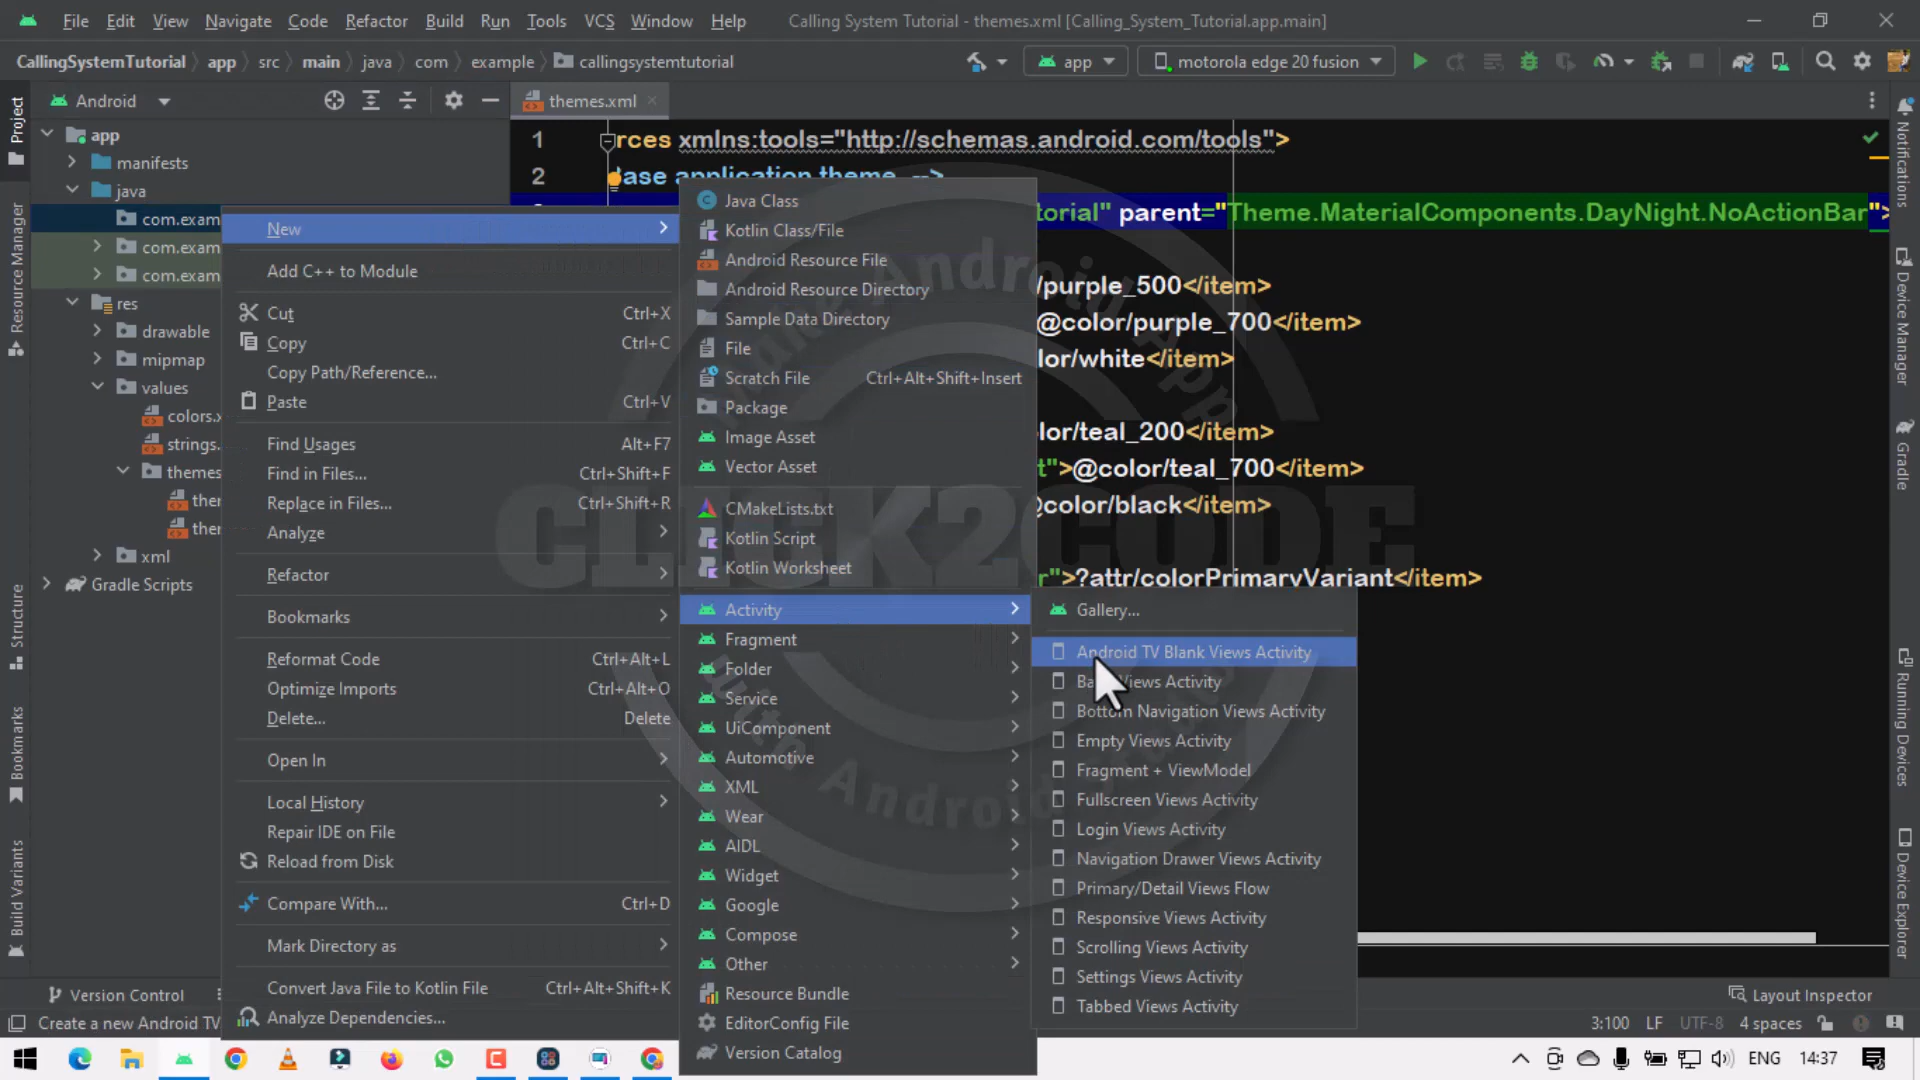 File Edit View Navigate Code Refactor Build Run Tools VCS Window Help Calling System Tutorial - themes.xml [Calling_System_Tutorial.app.main]
CallingSystemTutorial app src main java com example callingsystemtutorial app motorola edge 20 fusion
Project
Resource Manager
Structure
Bookmarks
Build Variants
Android
app
manifests
java
com.exam
com.exam
com.exam
res
drawable
mipmap
values
colors.x
strings.
themes
ther
ther
xml
Gradle Scripts
themes.xml
1 rces xmlns:tools="http://schemas.android.com/tools">
2 ase application theme. -->
torial" parent="Theme.MaterialComponents.DayNight.NoActionBar">
/purple_500</item>
@color/purple_700</item>
lor/white</item>
lor/teal_200</item>
t">@color/teal_700</item>
@color/black</item>
r">?attr/colorPrimaryVariant</item>
New
Add C++ to Module
Cut Ctrl+X
Copy Ctrl+C
Copy Path/Reference...
Paste Ctrl+V
Find Usages Alt+F7
Find in Files... Ctrl+Shift+F
Replace in Files... Ctrl+Shift+R
Analyze
Refactor
Bookmarks
Reformat Code Ctrl+Alt+L
Optimize Imports Ctrl+Alt+O
Delete... Delete
Open In
Local History
Repair IDE on File
Reload from Disk
Compare With... Ctrl+D
Mark Directory as
Convert Java File to Kotlin File Ctrl+Alt+Shift+K
Analyze Dependencies...
Java Class
Kotlin Class/File
Android Resource File
Android Resource Directory
Sample Data Directory
File
Scratch File Ctrl+Alt+Shift+Insert
Package
Image Asset
Vector Asset
CMakeLists.txt
Kotlin Script
Kotlin Worksheet
Activity
Fragment
Folder
Service
UiComponent
Automotive
XML
Wear
AIDL
Widget
Google
Compose
Other
Resource Bundle
EditorConfig File
Version Catalog
Gallery...
Android TV Blank Views Activity
Views Activity
Bottom Navigation Views Activity
Empty Views Activity
Fragment + ViewModel
Fullscreen Views Activity
Login Views Activity
Navigation Drawer Views Activity
Primary/Detail Views Flow
Responsive Views Activity
Scrolling Views Activity
Settings Views Activity
Tabbed Views Activity
Make Android App
CLICK2CODE
with Android Studio
Notifications
Device Manager
Gradle
Running Devices
Device Explorer
Version Control
Layout Inspector
Create a new Android TV
3:100 LF UTF-8 4 spaces
ENG 14:37